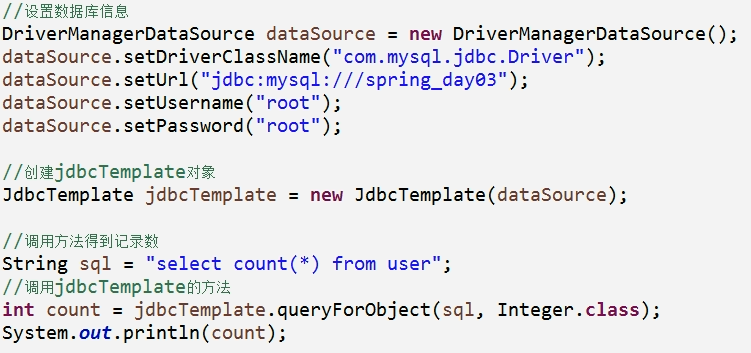 //设置数据库信息
DriverManagerDataSource dataSource = new DriverManagerDataSource();
dataSource.setDriverClassName("com.mysql.jdbc.Driver");
dataSource.setUrl("jdbc:mysql:///spring_day03");
dataSource.setUsername("root");
dataSource.setPassword("root");
//创建jdbcTemplate对象
JdbcTemplate jdbcTemplate = new JdbcTemplate(dataSource);
//调用方法得到记录数
String sql = "select count(*) from user";
//调用jdbcTemplate的方法
int count = jdbcTemplate.queryForObject(sql, Integer.class);
System.out.println(count);